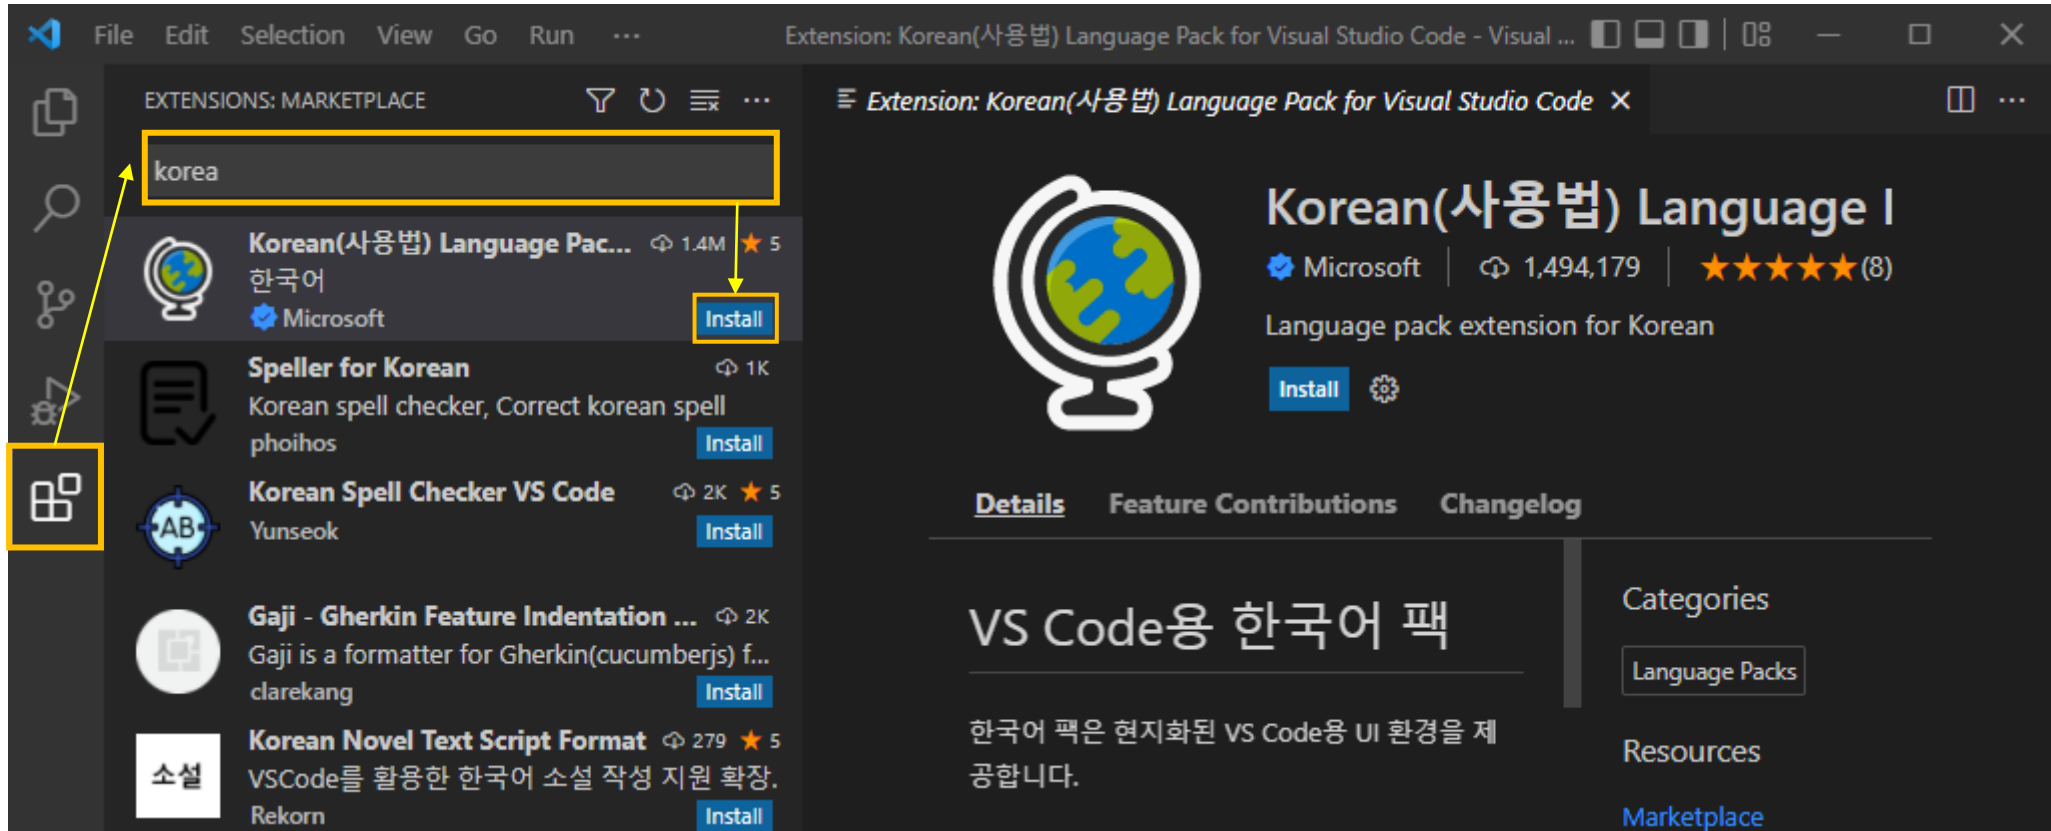 File Edit Selection View Go Run ···
Extension: Korean(사용법) Language Pack for Visual Studio Code - Visual ...
EXTENSIONS: MARKETPLACE
korea
Korean(사용법) Language Pac... 1.4M ★ 5
한국어
Microsoft
Install
Speller for Korean 1K
Korean spell checker, Correct korean spell
phoihos
Install
Korean Spell Checker VS Code 2K ★ 5
AB
Yunseok
Install
Gaji - Gherkin Feature Indentation ... 2K
Gaji is a formatter for Gherkin(cucumberjs) f...
clarekang
Install
소설
Korean Novel Text Script Format 279 ★ 5
VSCode를 활용한 한국어 소설 작성 지원 확장.
Rekorn
Install
Extension: Korean(사용법) Language Pack for Visual Studio Code
Korean(사용법) Language
Microsoft | 1,494,179 | ★★★★★(8)
Language pack extension for Korean
Install
Details Feature Contributions Changelog
VS Code용 한국어 팩
한국어 팩은 현지화된 VS Code용 UI 환경을 제
공합니다.
Categories
Language Packs
Resources
Marketplace